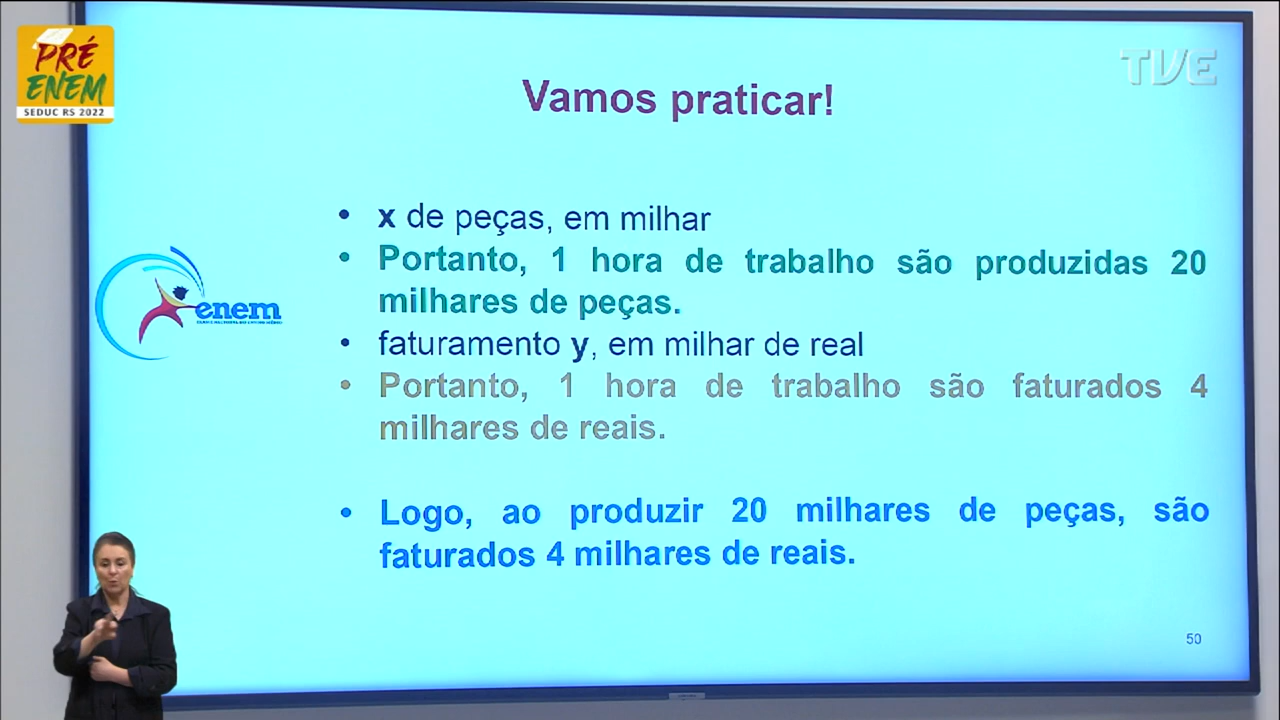 PRÉ
ENEM
SEDUC RS 2022
TVE
Vamos praticar!
• x de peças, em milhar
• Portanto, 1 hora de trabalho são produzidas 20
milhares de peças.
• faturamento y, em milhar de real
• Portanto, 1 hora de trabalho são faturados 4
milhares de reais.
• Logo, ao produzir 20 milhares de peças, são
faturados 4 milhares de reais.
enem
50